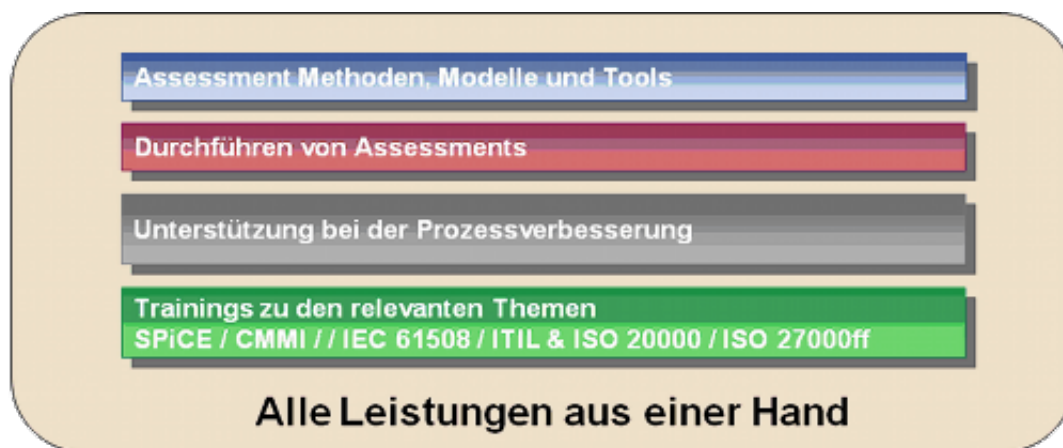 Assessment Methoden, Modelle und Tools
Durchführen von Assessments
Unterstützung bei der Prozessverbesserung
Trainings zu den relevanten Themen
SPiCE / CMMI / / IEC 61508 / ITIL & ISO 20000 / ISO 27000ff
Alle Leistungen aus einer Hand